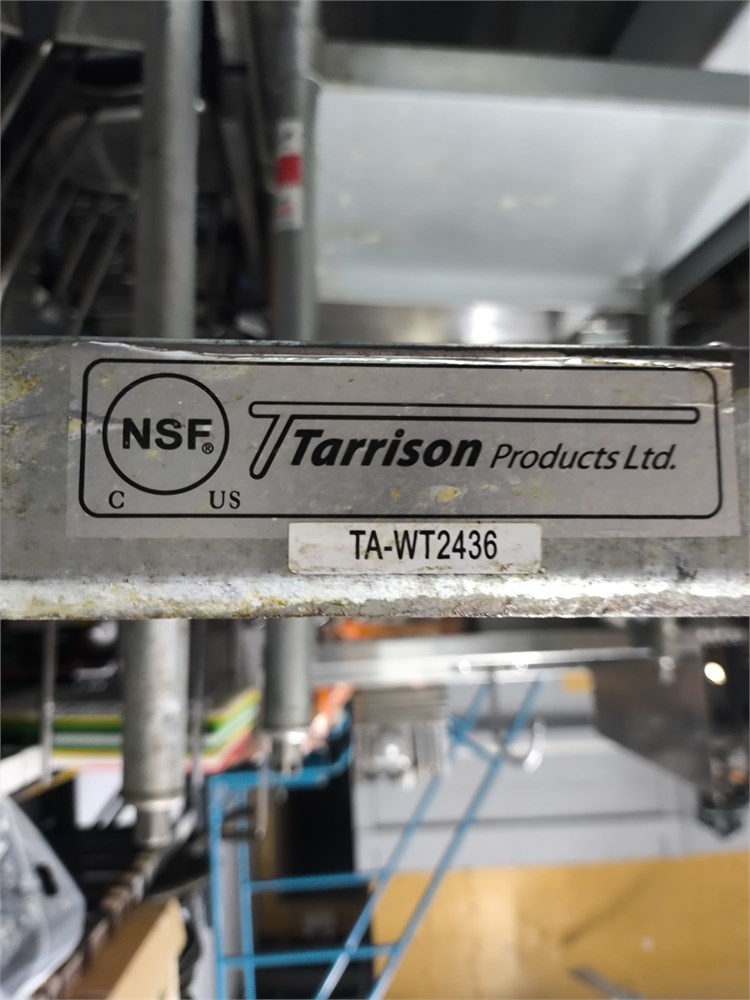 NSF®
C US
Tarrison Products Ltd.
TA-WT2436